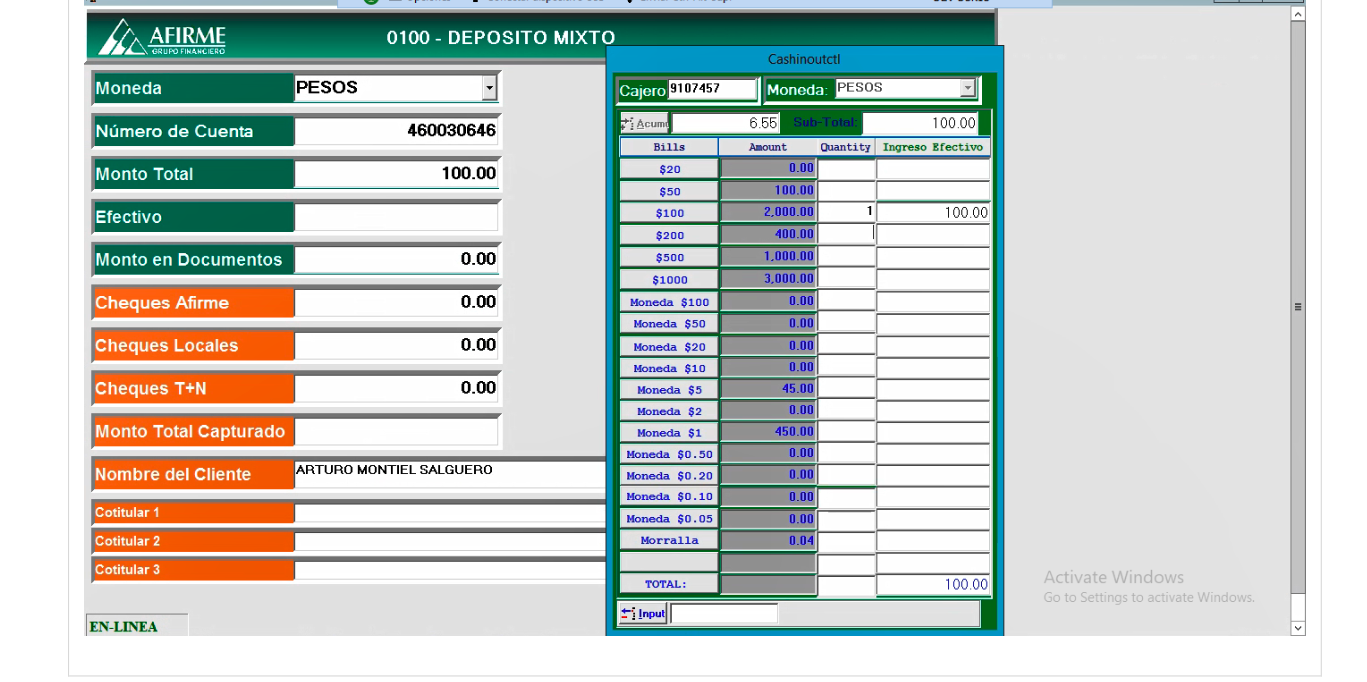 AFIRME
GRUPO FINANCIERO
0100 - DEPOSITO MIXTO
Moneda PESOS
Número de Cuenta 460030646
Monto Total 100.00
Efectivo
Monto en Documentos 0.00
Cheques Afirme 0.00
Cheques Locales 0.00
Cheques T+N 0.00
Monto Total Capturado
Nombre del Cliente ARTURO MONTIEL SALGUERO
Cotitular 1
Cotitular 2
Cotitular 3
EN-LINEA
Cashinoutctl
Cajero 9107457 Moneda: PESOS
Acum 6.55 Sub-Total: 100.00
Bills Amount Quantity Ingreso Efectivo
$20 0.00
$50 100.00
$100 2,000.00 1 100.00
$200 400.00
$500 1,000.00
$1000 3,000.00
Moneda $100 0.00
Moneda $50 0.00
Moneda $20 0.00
Moneda $10 0.00
Moneda $5 45.00
Moneda $2 0.00
Moneda $1 450.00
Moneda $0.50 0.00
Moneda $0.20 0.00
Moneda $0.10 0.00
Moneda $0.05 0.00
Morralla 0.04
TOTAL: 100.00
Input
Activate Windows
Go to Settings to activate Windows.